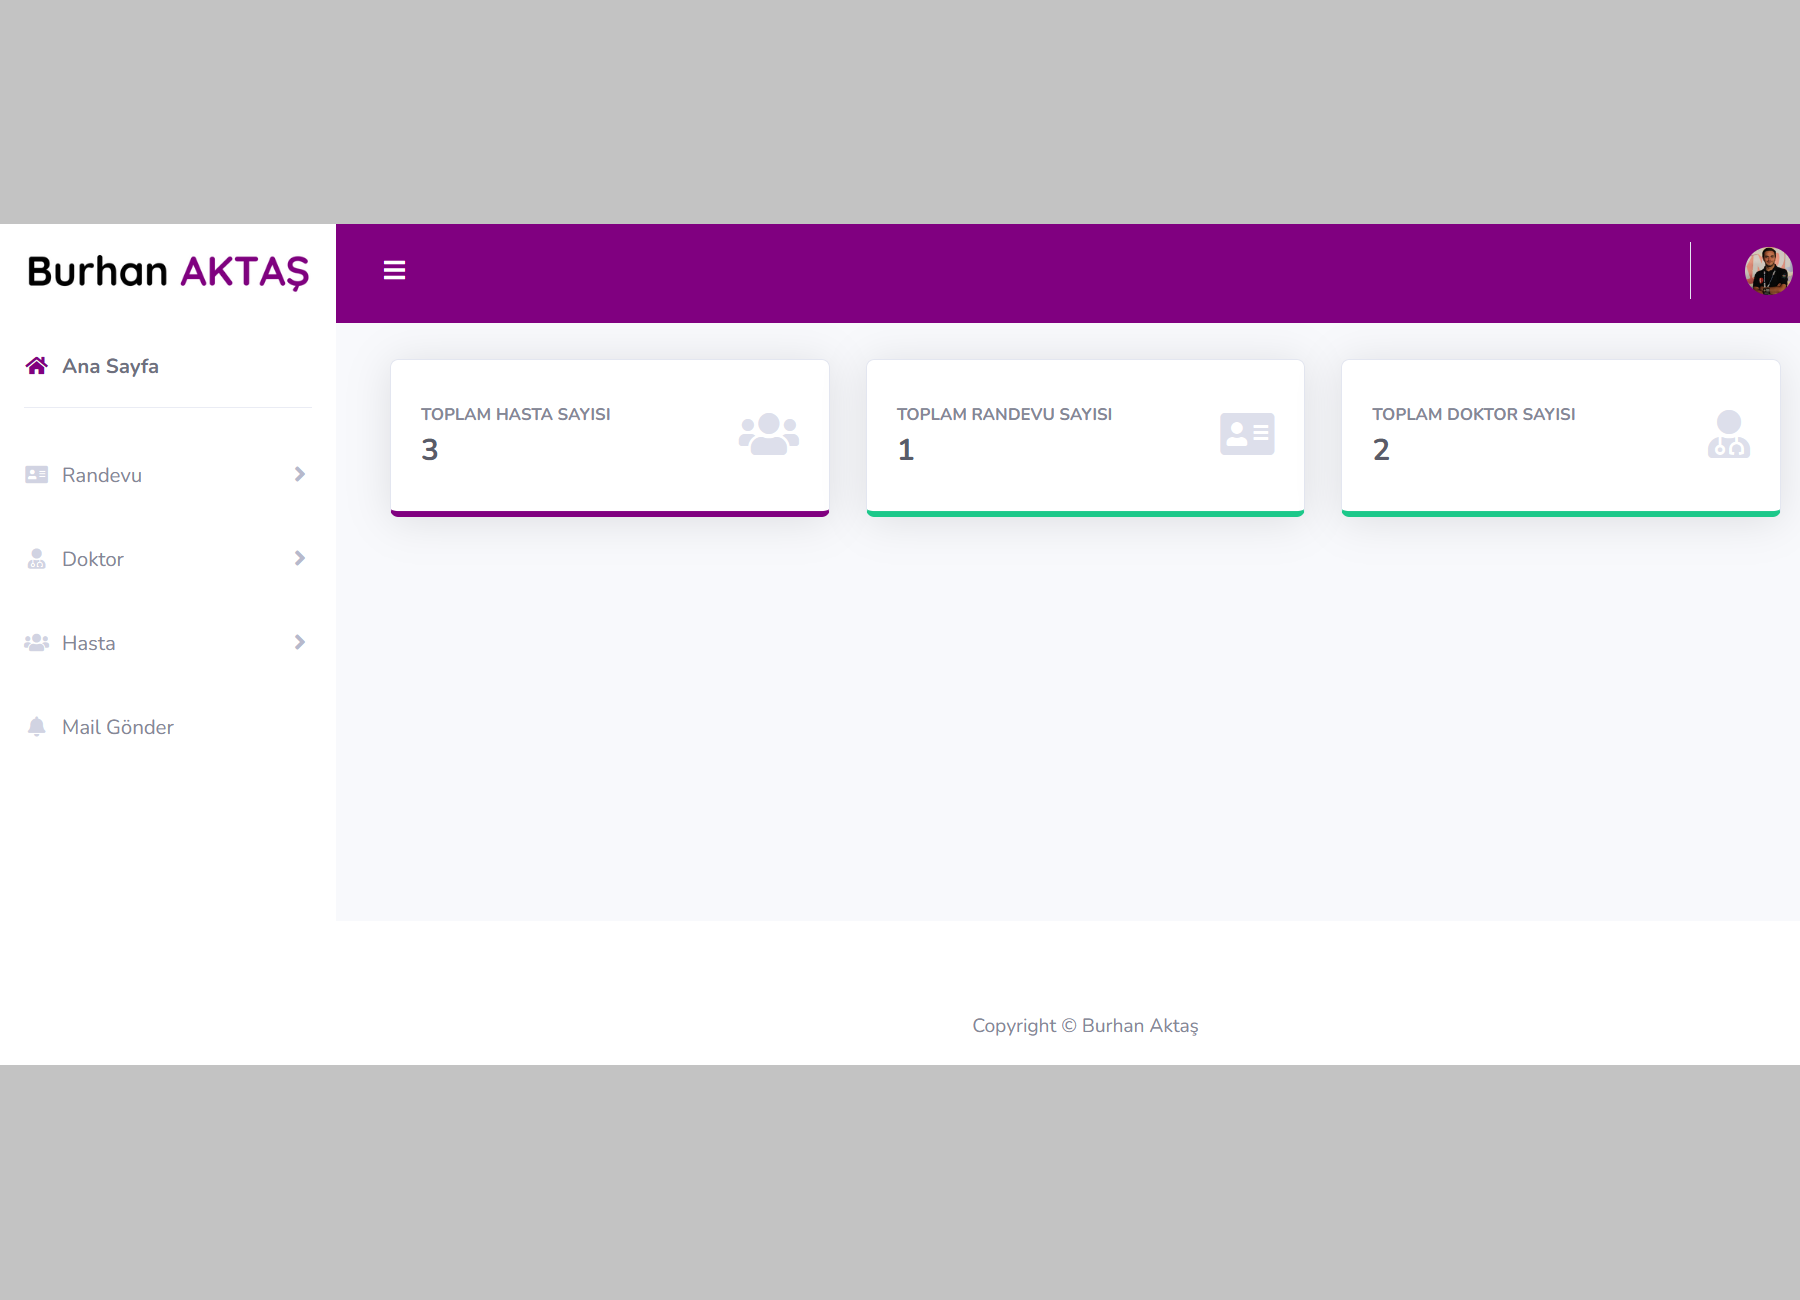 Burhan AKTAŞ
Ana Sayfa
Randevu
Doktor
Hasta
Mail Gönder
TOPLAM HASTA SAYISI
3
TOPLAM RANDEVU SAYISI
1
TOPLAM DOKTOR SAYISI
2
Copyright © Burhan Aktaş